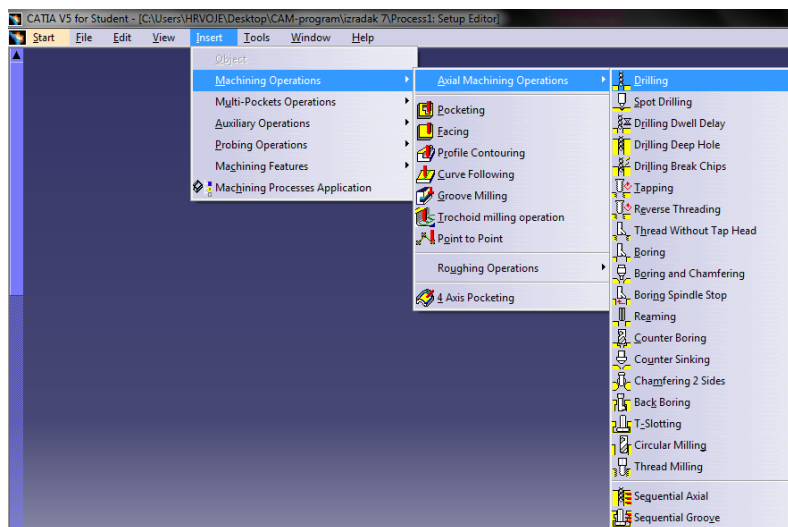 CATIA V5 for Student - [C:\Users\HRVOJE\Desktop\CAM-program\izradak 7\Process1: Setup Editor]
Start File Edit View Insert Tools Window Help
Object
Machining Operations
Multi-Pockets Operations
Auxiliary Operations
Probing Operations
Machining Features
Machining Processes Application
Axial Machining Operations
Pocketing
Facing
Profile Contouring
Curve Following
Groove Milling
Trochoid milling operation
Point to Point
Roughing Operations
4 Axis Pocketing
Drilling
Spot Drilling
Drilling Dwell Delay
Drilling Deep Hole
Drilling Break Chips
Tapping
Reverse Threading
Thread Without Tap Head
Boring
Boring and Chamfering
Boring Spindle Stop
Reaming
Counter Boring
Counter Sinking
Chamfering 2 Sides
Back Boring
T-Slotting
Circular Milling
Thread Milling
Sequential Axial
Sequential Groove